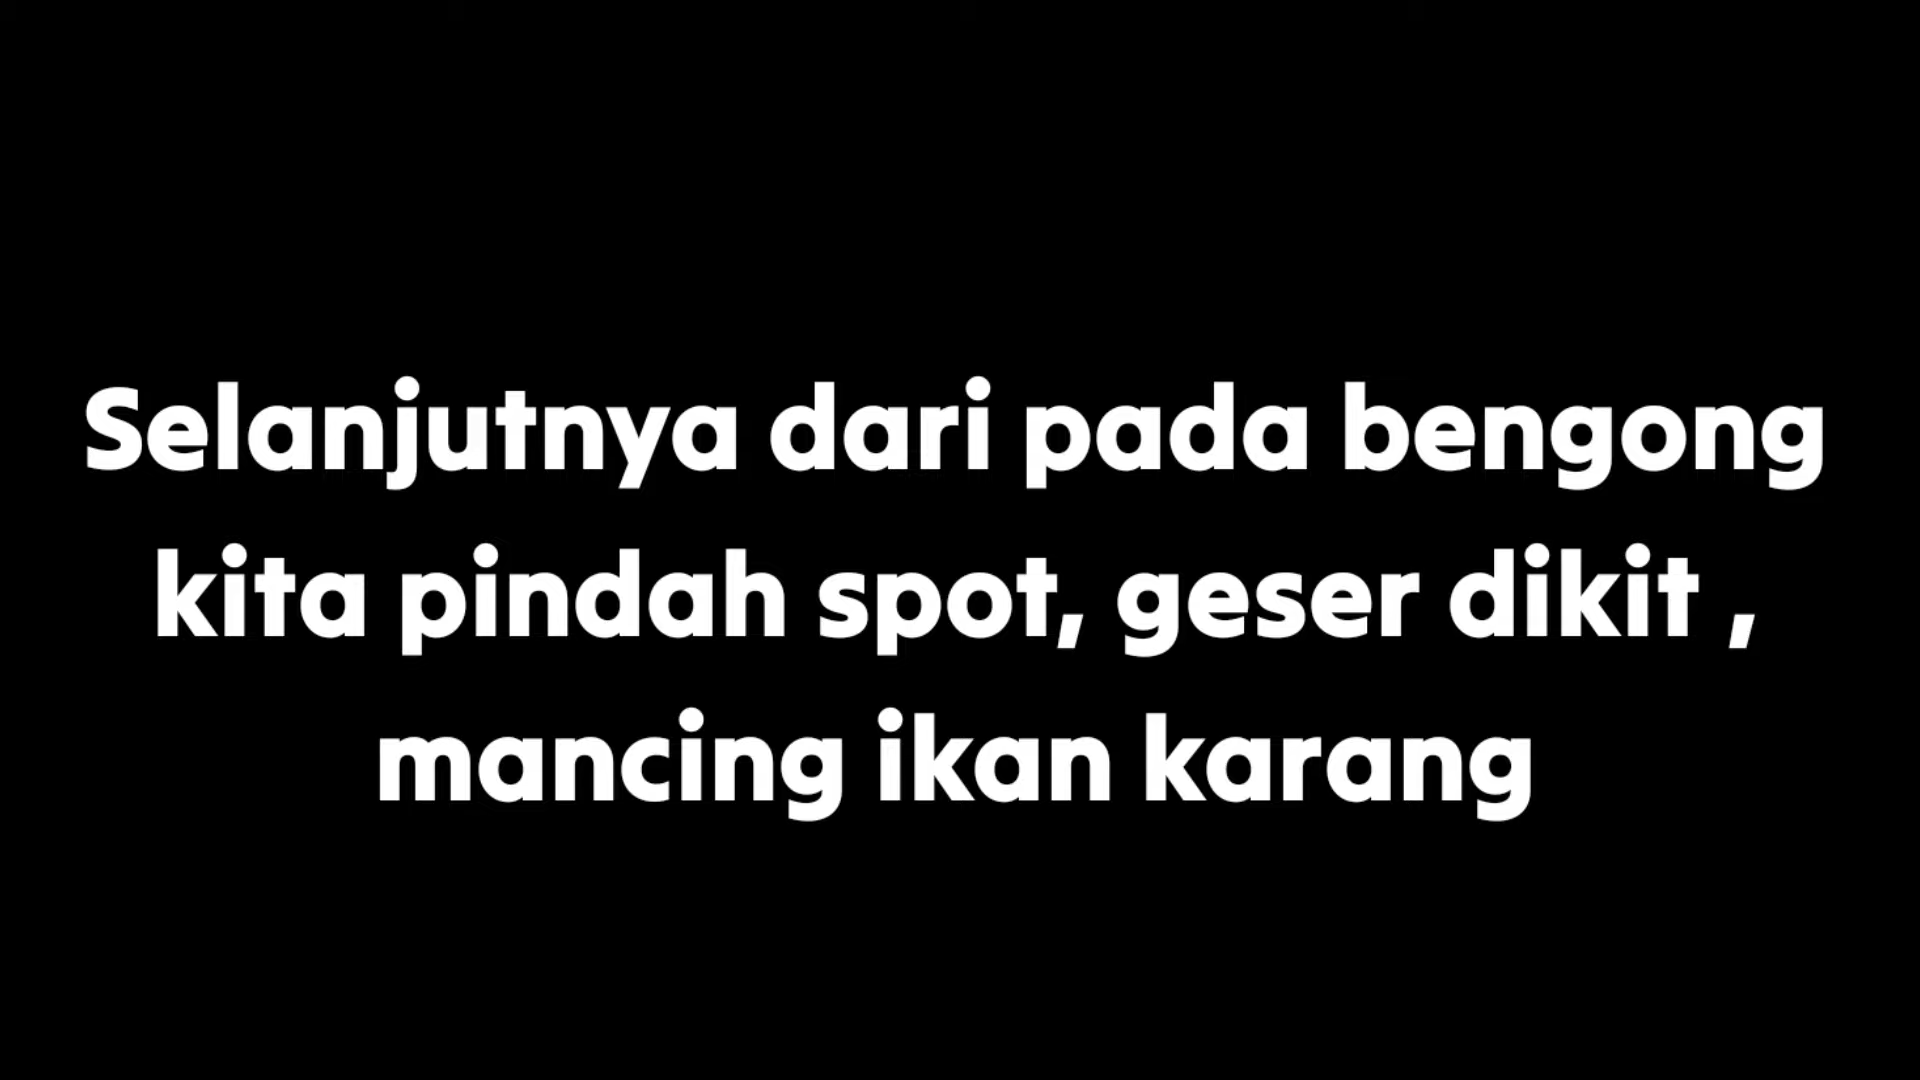 Selanjutnya dari pada bengong
kita pindah spot, geser dikit ,
mancing ikan karang